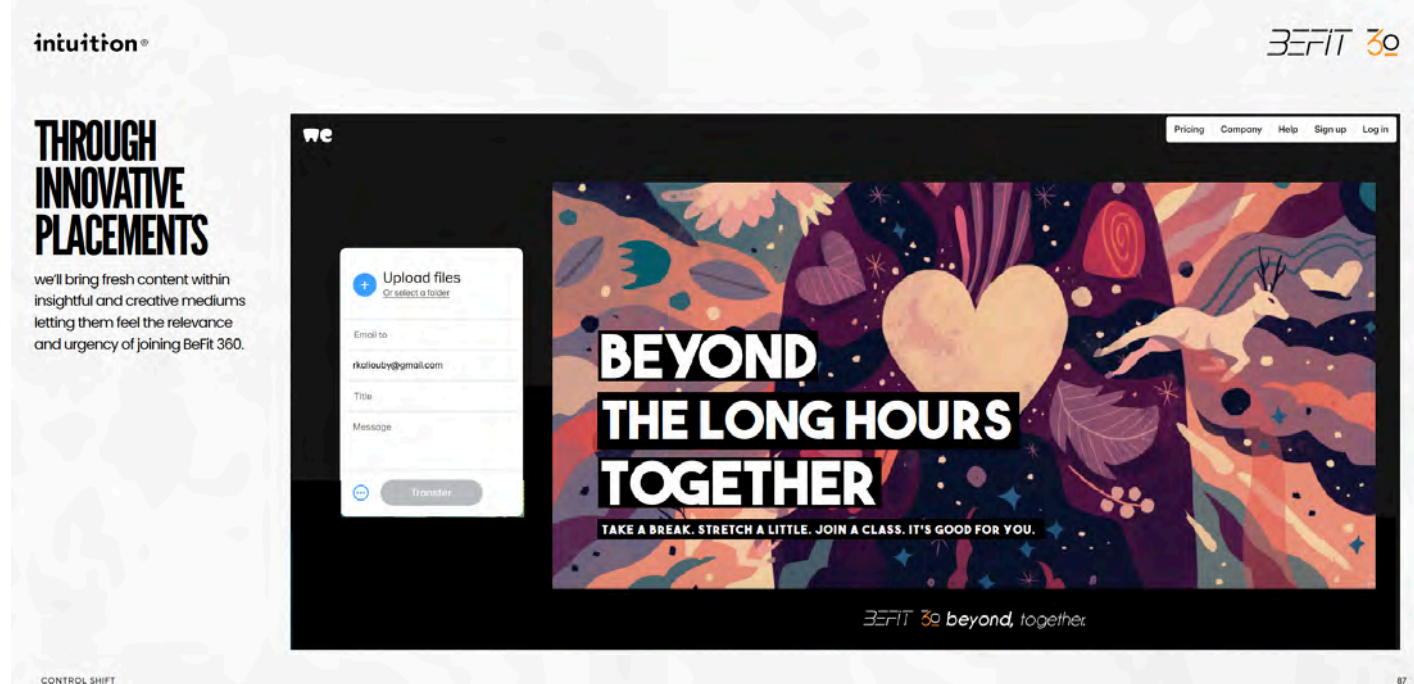 intuition®
BEFIT 30
THROUGH
INNOVATIVE
PLACEMENTS
we'll bring fresh content within
insightful and creative mediums
letting them feel the relevance
and urgency of joining BeFit 360.
we
Pricing Company Help Sign up Log in
Upload files
Or select a folder
Email to
rkaliouby@gmail.com
Title
Message
Transfer
BEYOND
THE LONG HOURS
TOGETHER
TAKE A BREAK. STRETCH A LITTLE. JOIN A CLASS. IT'S GOOD FOR YOU.
BEFIT 30 beyond, together.
CONTROL SHIFT
87